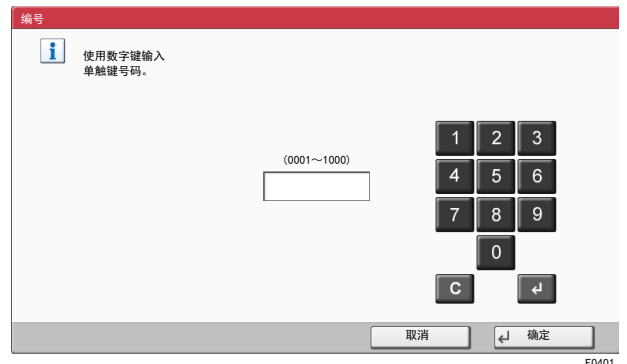 编号
使用数字键输入
单触键号码。
(0001～1000)
1 2 3
4 5 6
7 8 9
0
C ↵
取消 ↵ 确定
F0401